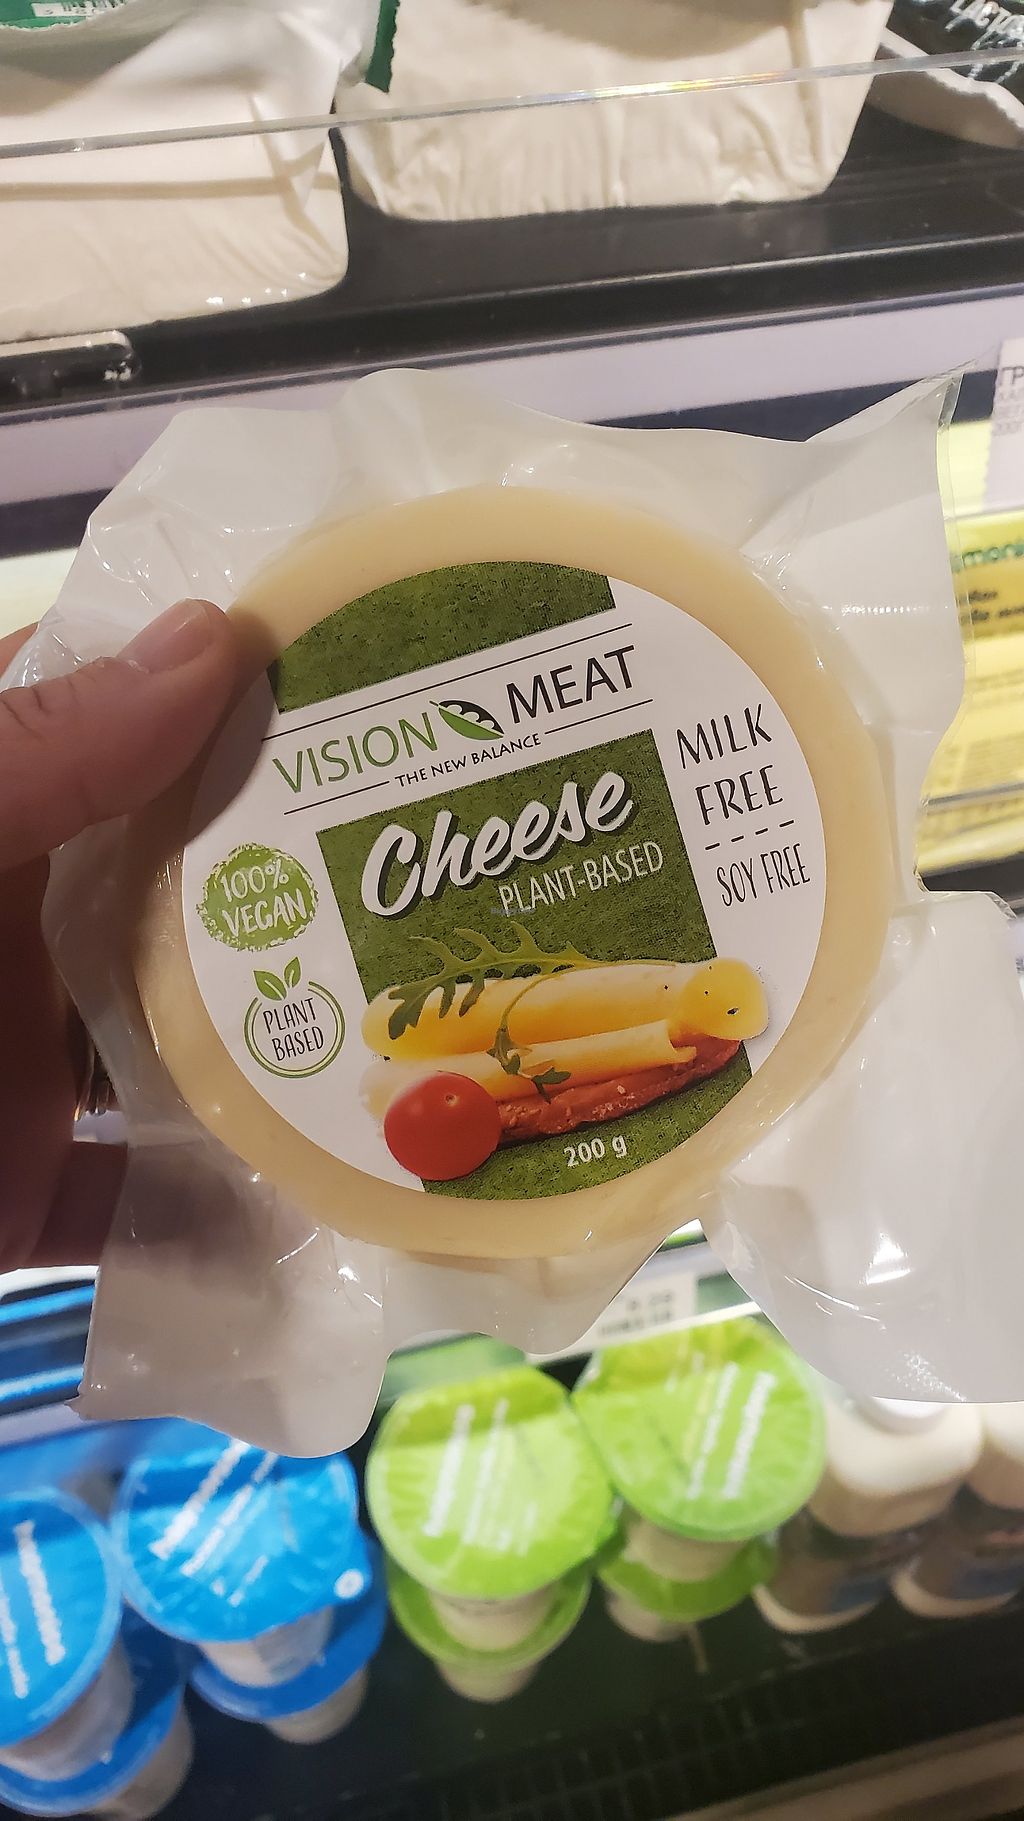 VISION MEAT
THE NEW BALANCE
Cheese
PLANT-BASED
MILK
FREE
SOY FREE
100%
VEGAN
PLANT
BASED
200 g